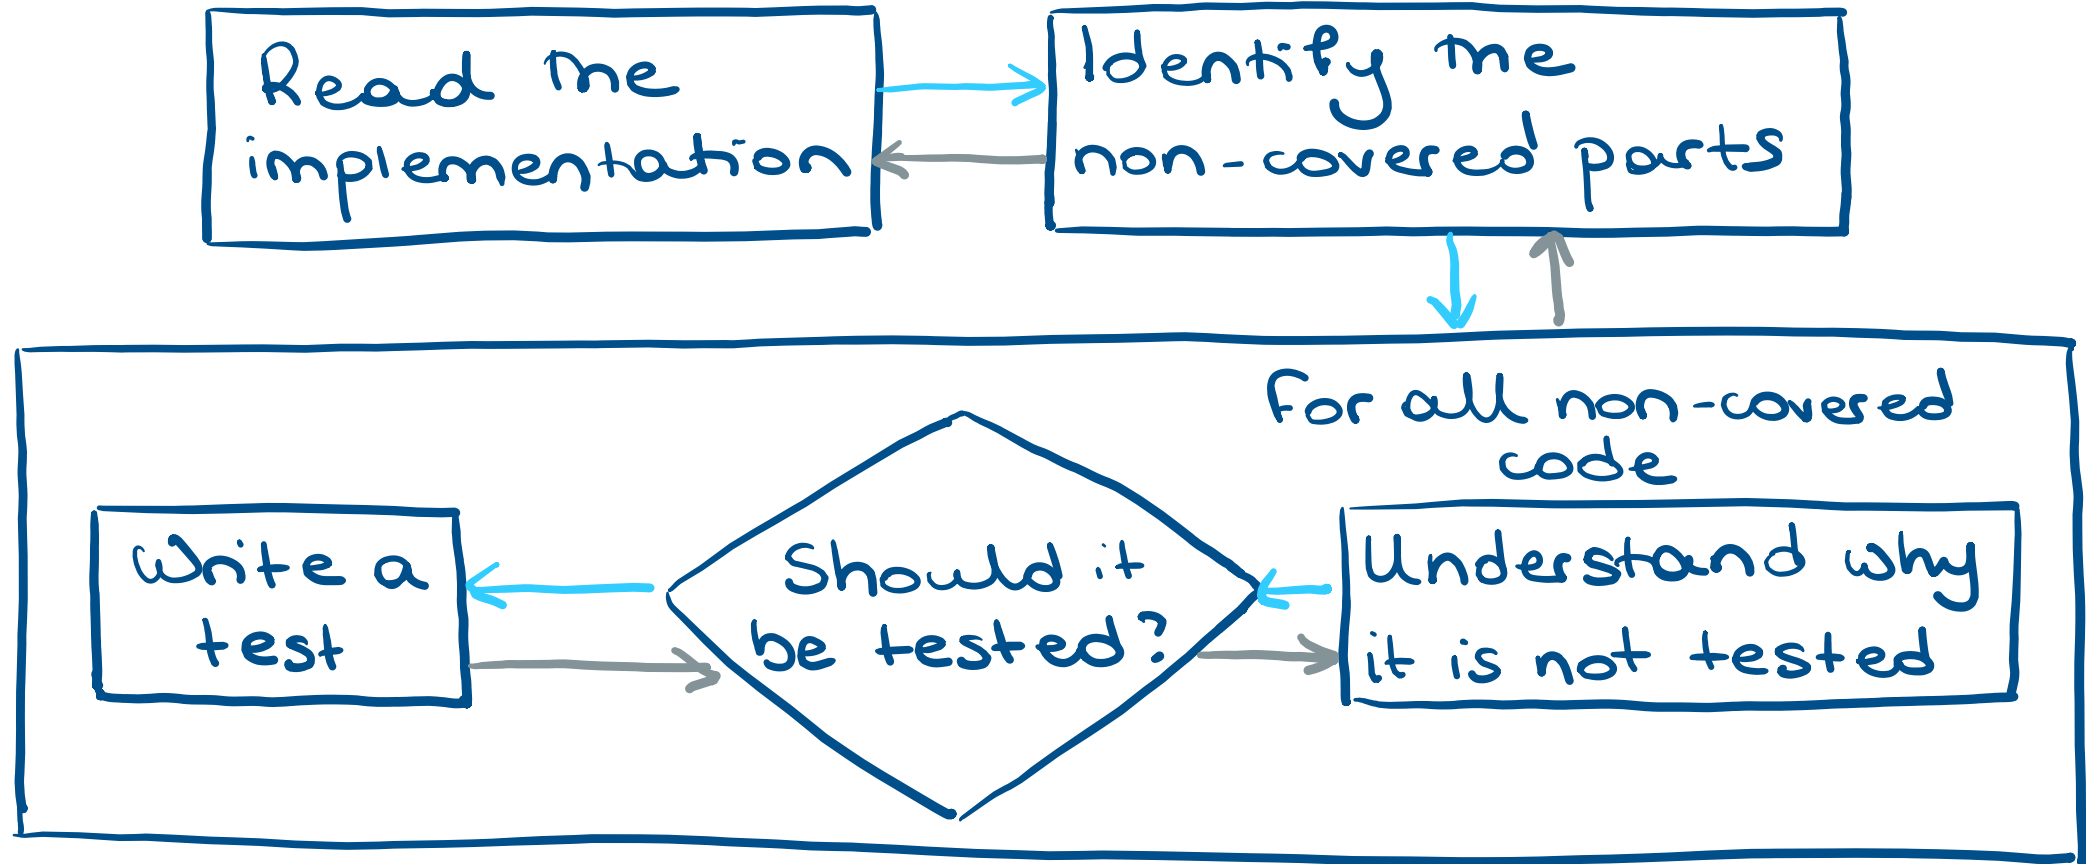 Read the
implementation
Identify the
non-covered parts
For all non-covered
code
Write a
test
Should it
be tested?
Understand why
it is not tested